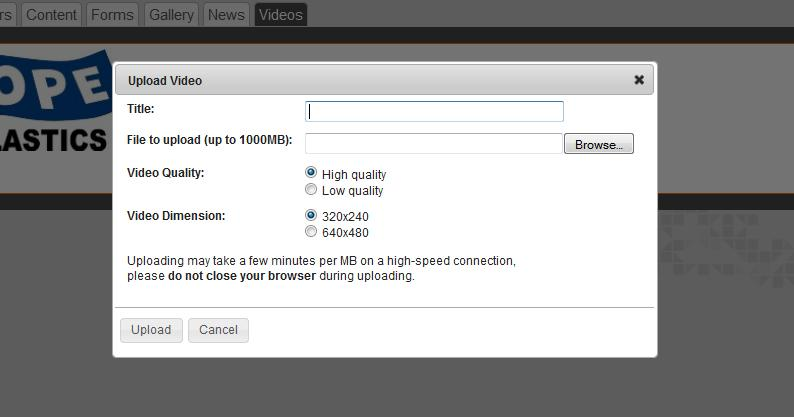 rs Content Forms Gallery News Videos
OPE
LASTICS
Upload Video
Title:
File to upload (up to 1000MB): Browse...
Video Quality: High quality
Low quality
Video Dimension: 320x240
640x480
Uploading may take a few minutes per MB on a high-speed connection,
please do not close your browser during uploading.
Upload Cancel